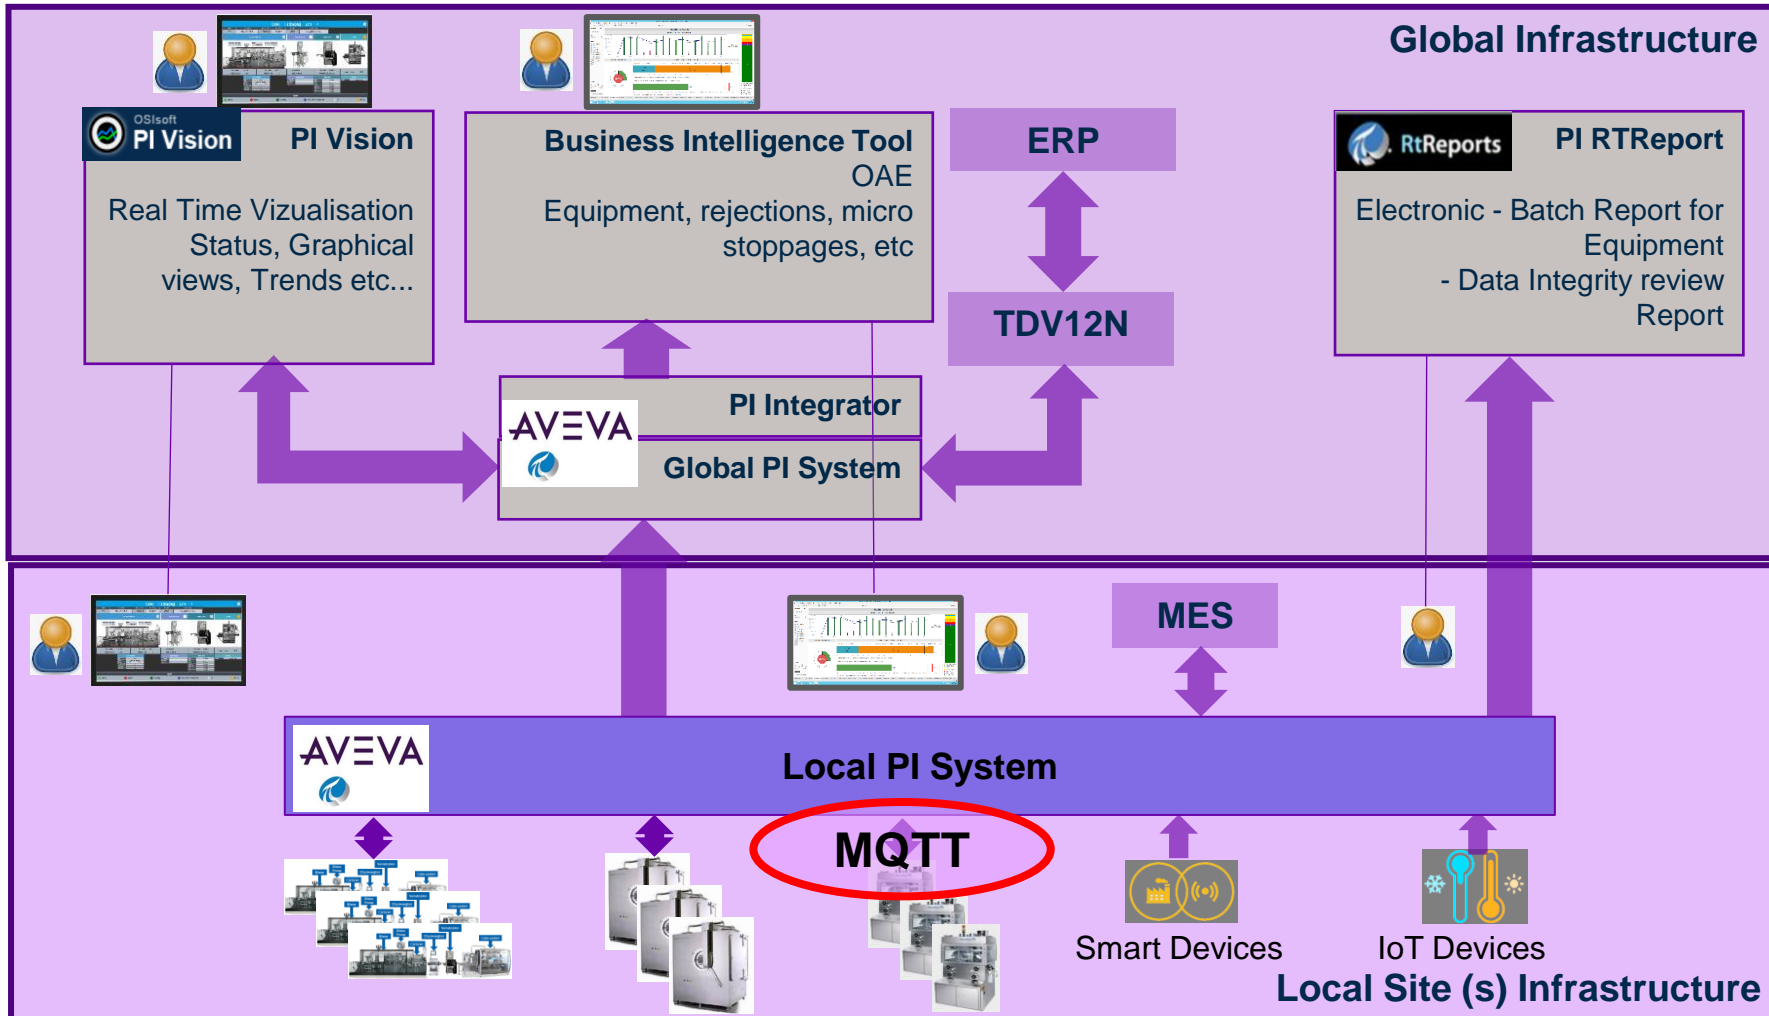 Global Infrastructure
OSIsoft
PI Vision
PI Vision
Real Time Vizualisation
Status, Graphical
views, Trends etc...
Business Intelligence Tool
OAE
Equipment, rejections, micro
stoppages, etc
ERP
TDV12N
RtReports
PI RTReport
Electronic - Batch Report for
Equipment
- Data Integrity review
Report
PI Integrator
AVEVA
Global PI System
MES
AVEVA
Local PI System
MQTT
Smart Devices
IoT Devices
Local Site (s) Infrastructure